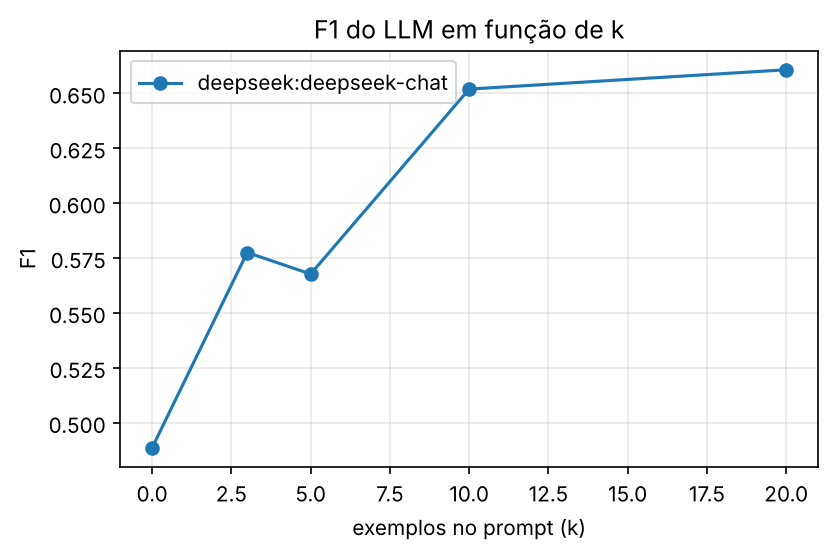 F1 do LLM em função de k
deepseek:deepseek-chat
0.650
0.625
0.600
0.575
0.550
0.525
0.500
F1
0.0 2.5 5.0 7.5 10.0 12.5 15.0 17.5 20.0
exemplos no prompt (k)